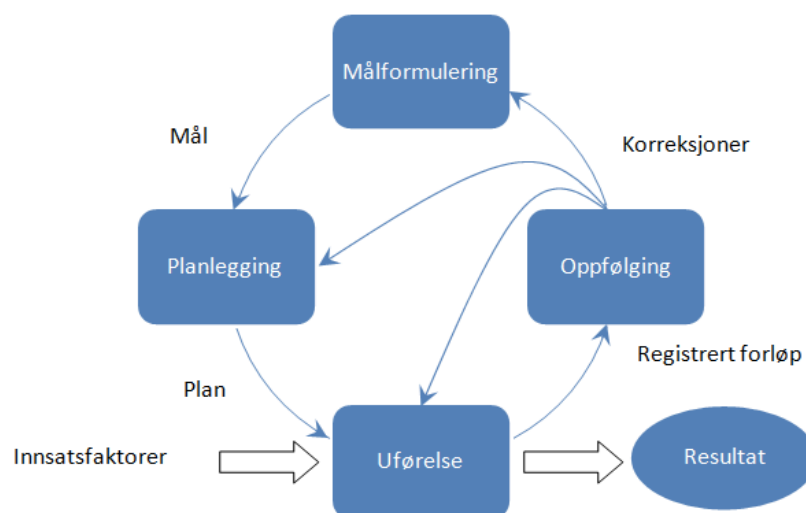 Målformulering
Mål
Korreksjoner
Planlegging
Oppfølging
Registrert forløp
Plan
Innsatsfaktorer
Uførelse
Resultat